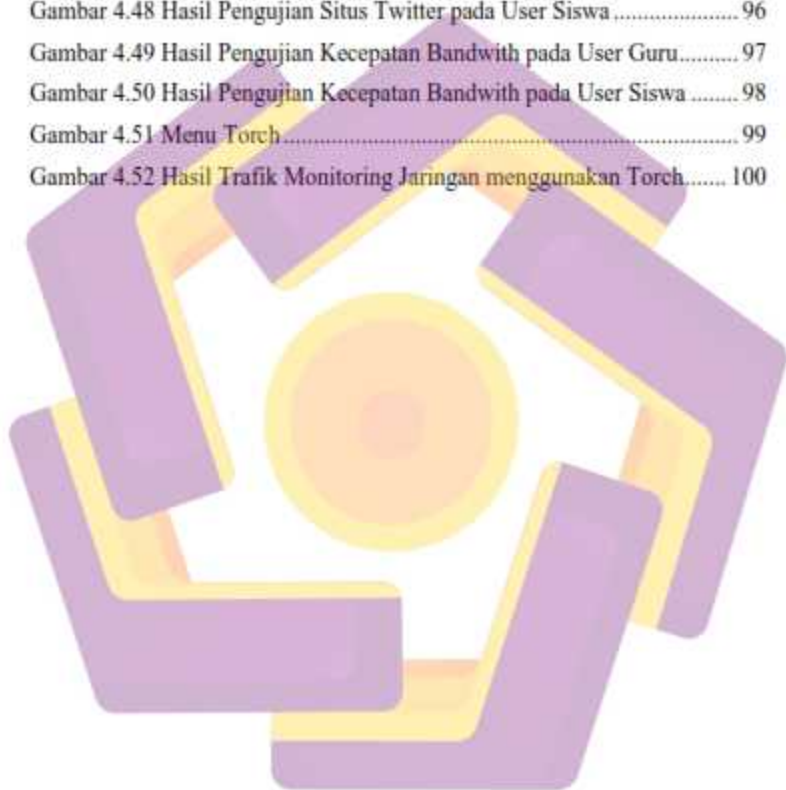 Gambar 4.48 Hasil Pengujian Situs Twitter pada User Siswa ...................... 96
Gambar 4.49 Hasil Pengujian Kecepatan Bandwith pada User Guru.......... 97
Gambar 4.50 Hasil Pengujian Kecepatan Bandwith pada User Siswa ........ 98
Gambar 4.51 Menu Torch................................................................................ 99
Gambar 4.52 Hasil Trafik Monitoring Jaringan menggunakan Torch....... 100